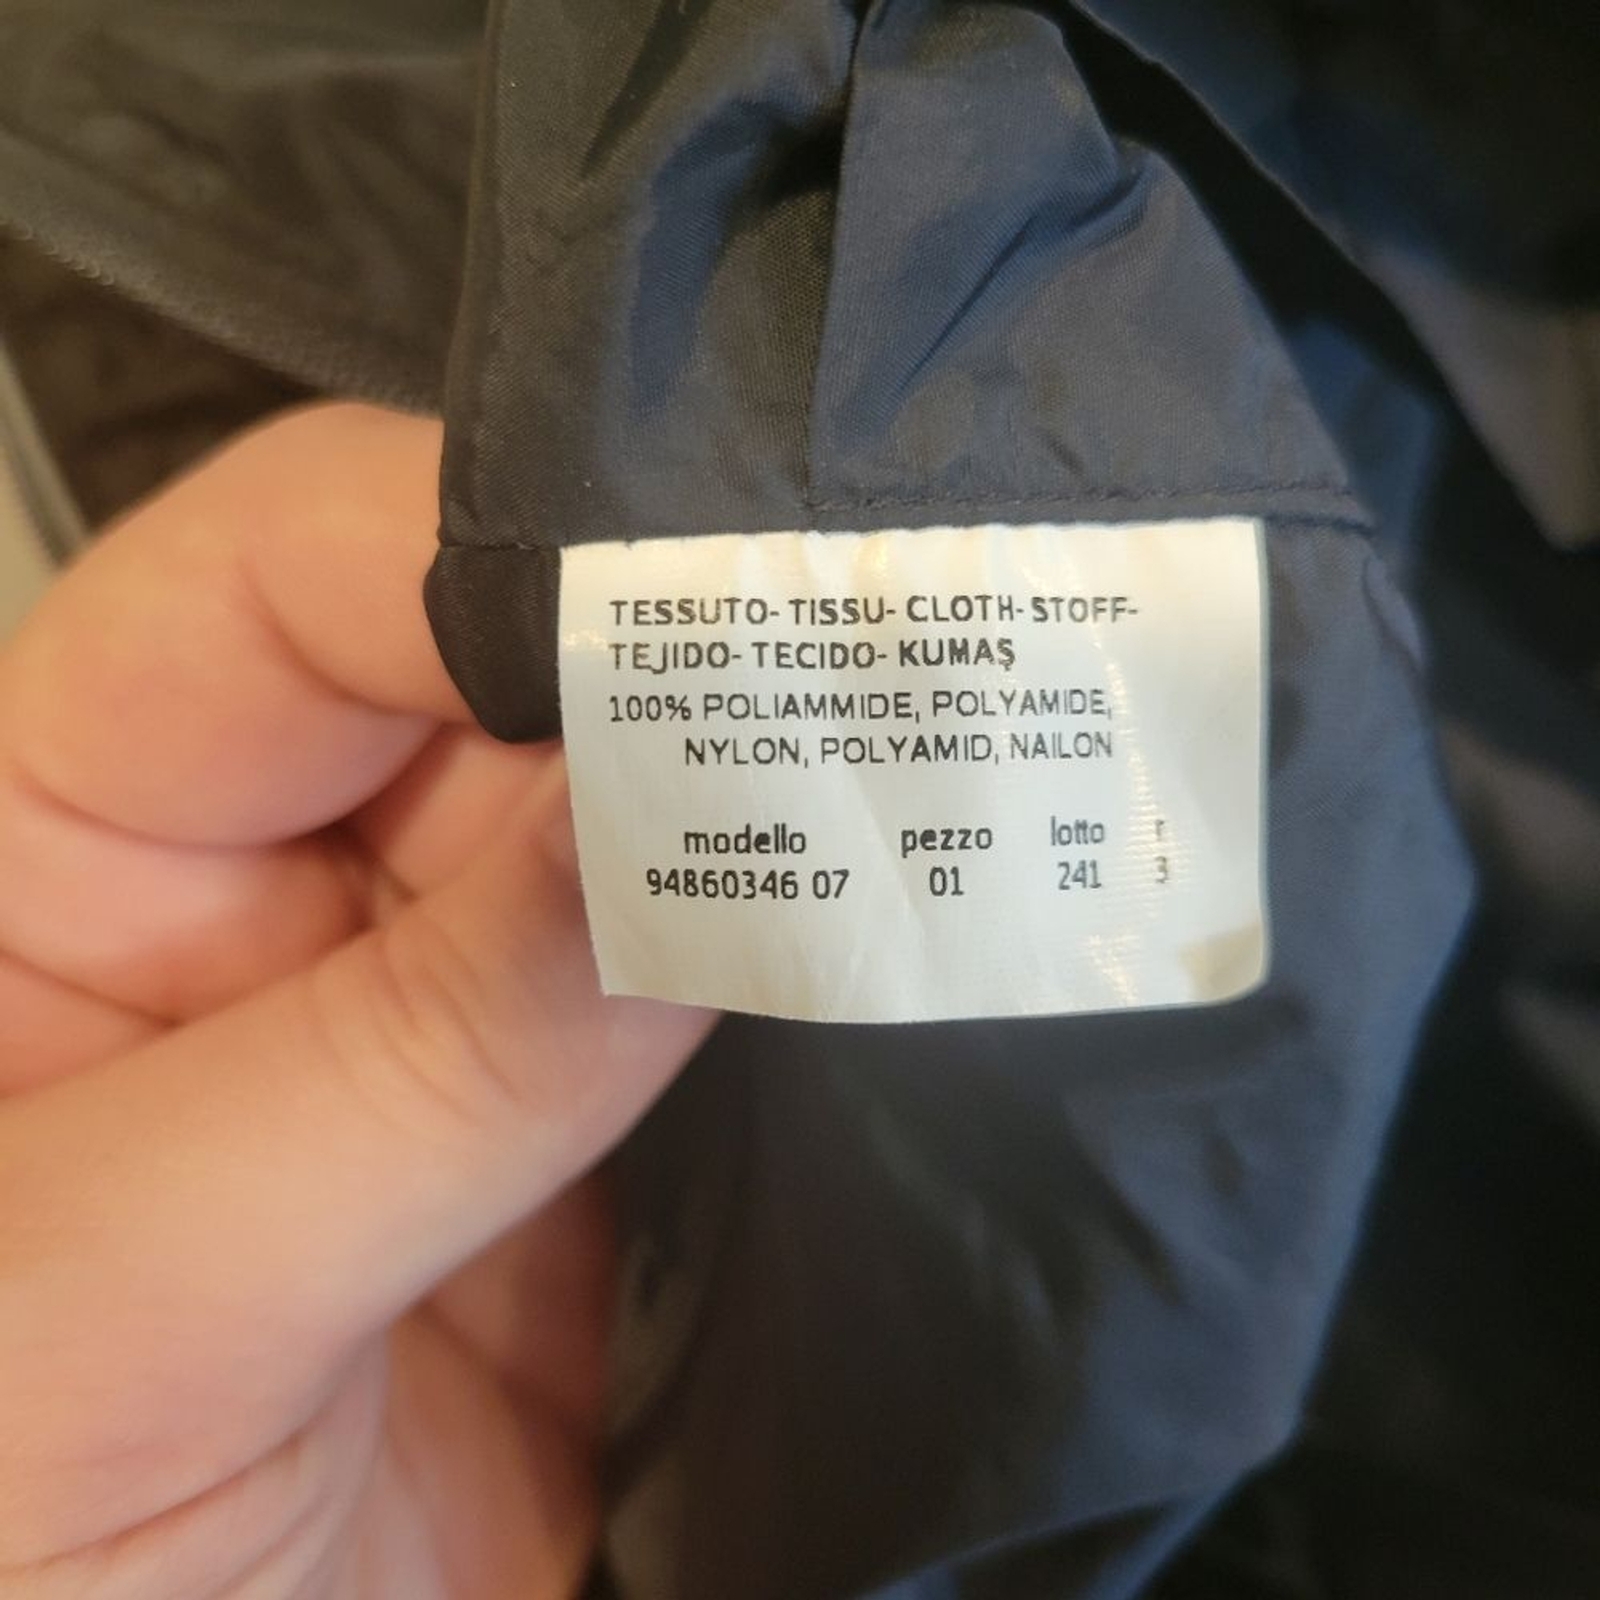 TESSUTO- TISSU- CLOTH- STOFF-
TEJIDO- TECIDO- KUMAŞ
100% POLIAMMIDE, POLYAMIDE,
NYLON, POLYAMID, NAILON
modello pezzo lotto r
94860346 07 01 241 3